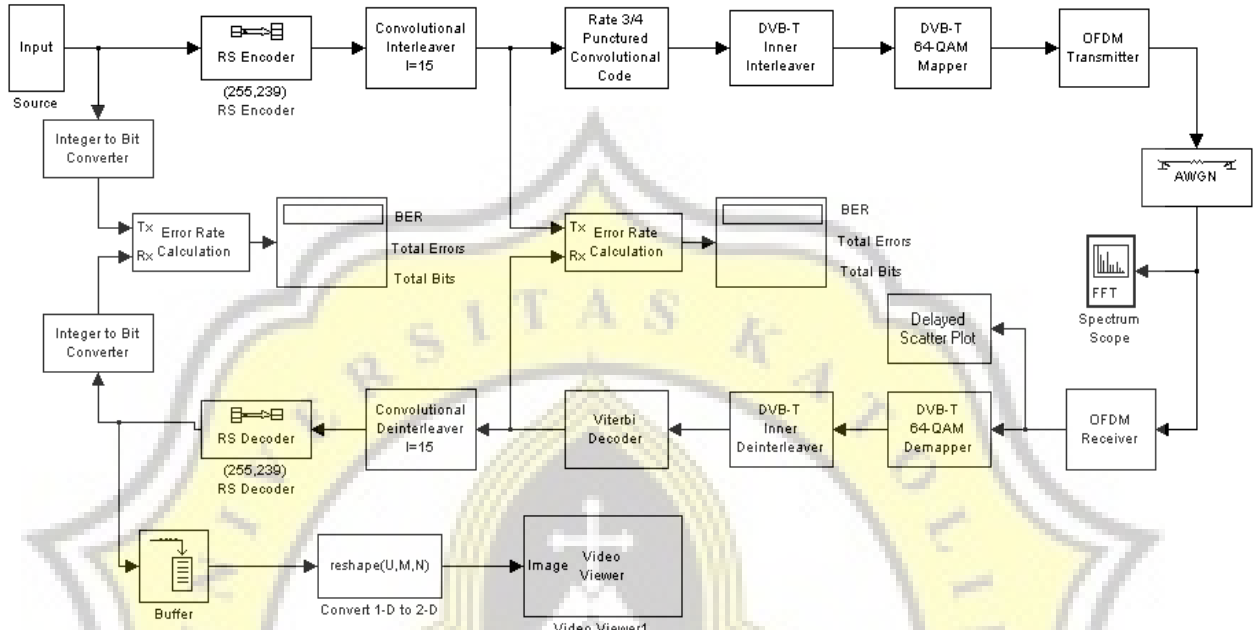 Input
Source
RS Encoder
(255,239)
RS Encoder
Convolutional
Interleaver
I=15
Rate 3/4
Punctured
Convolutional
Code
DVB-T
Inner
Interleaver
DVB-T
64-QAM
Mapper
OFDM
Transmitter
AWGN
Integer to Bit
Converter
Tx
Rx
Error Rate
Calculation
BER
Total Errors
Total Bits
Tx
Rx
Error Rate
Calculation
BER
Total Errors
Total Bits
FFT
Spectrum
Scope
Integer to Bit
Converter
Delayed
Scatter Plot
RS Decoder
(255,239)
RS Decoder
Convolutional
Deinterleaver
I=15
Viterbi
Decoder
DVB-T
Inner
Deinterleaver
DVB-T
64-QAM
Demapper
OFDM
Receiver
Buffer
reshape(U,M,N)
Convert 1-D to 2-D
Image
Video
Viewer
Video Viewer1
NIVERSITAS KATOLI